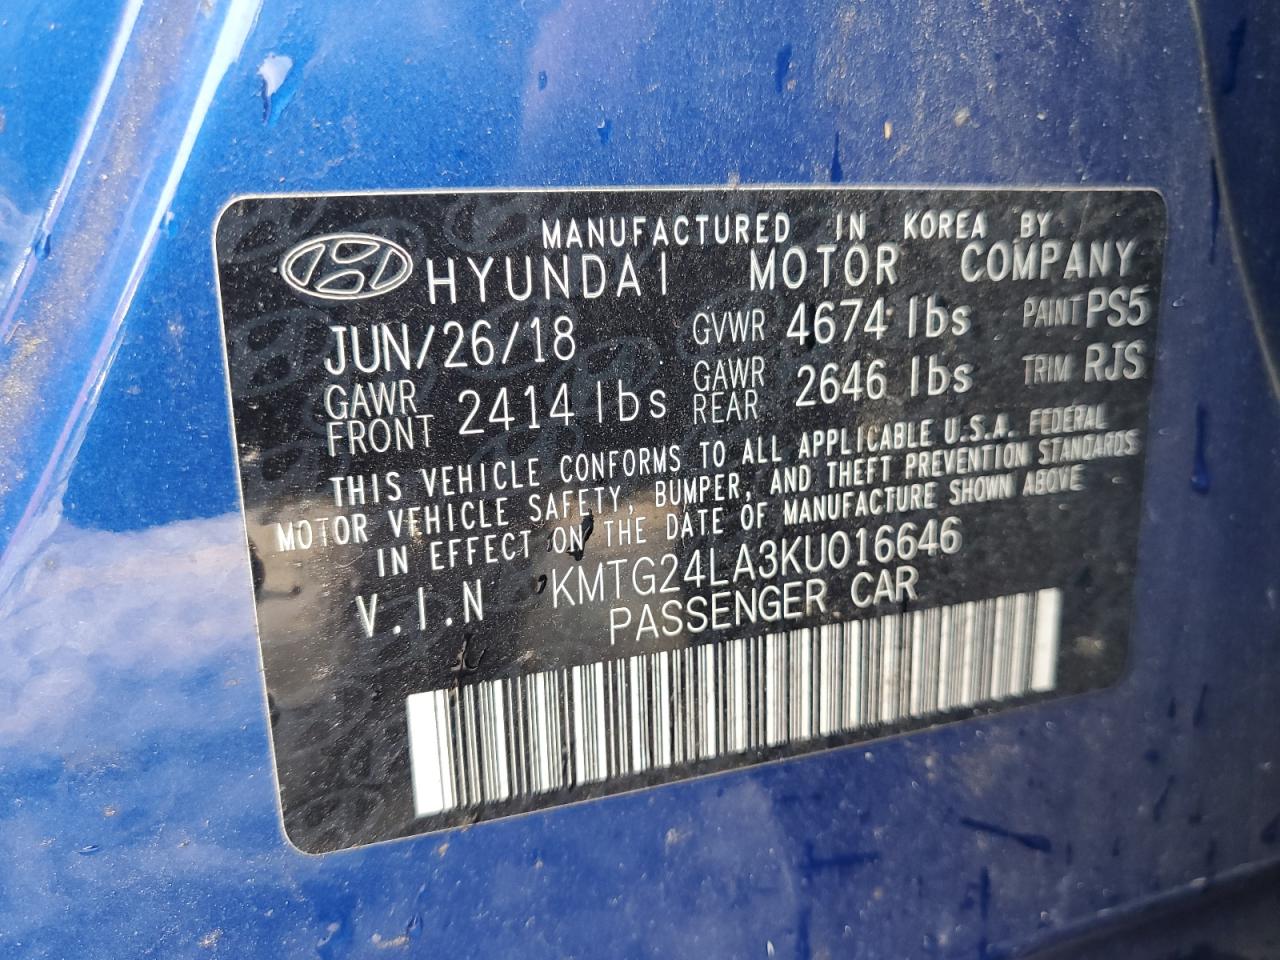 MANUFACTURED IN KOREA BY
HYUNDAI MOTOR COMPANY
JUN/26/18 GVWR 4674 lbs PAINT PS5
GAWR FRONT 2414 lbs GAWR REAR 2646 lbs TRIM RJS
THIS VEHICLE CONFORMS TO ALL APPLICABLE U.S.A. FEDERAL
MOTOR VEHICLE SAFETY, BUMPER, AND THEFT PREVENTION STANDARDS
IN EFFECT ON THE DATE OF MANUFACTURE SHOWN ABOVE
V.I.N KMTG24LA3KU016646
PASSENGER CAR